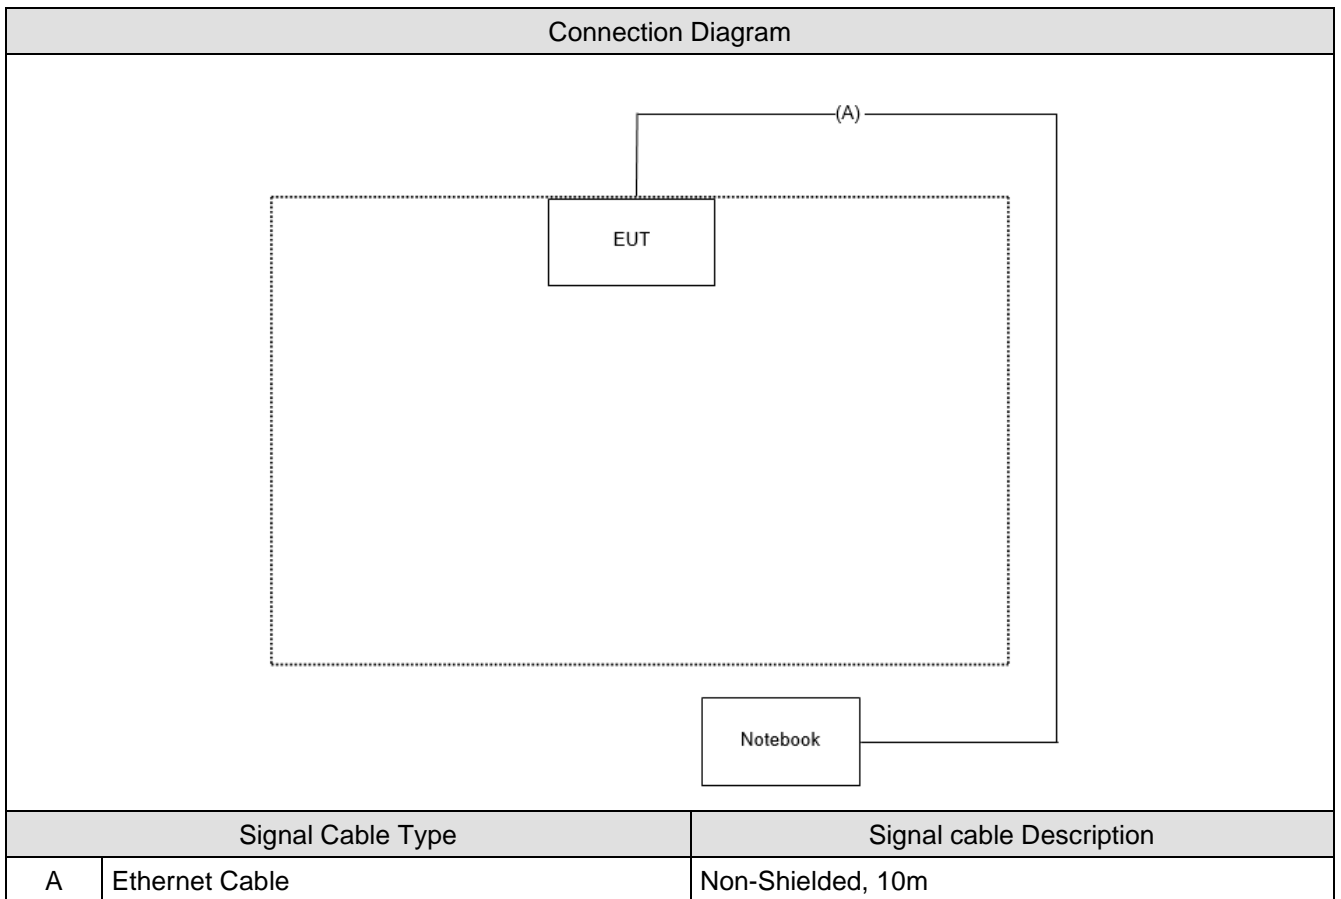 Connection Diagram
(A)
EUT
Notebook
Signal Cable Type Signal cable Description
A Ethernet Cable Non-Shielded, 10m